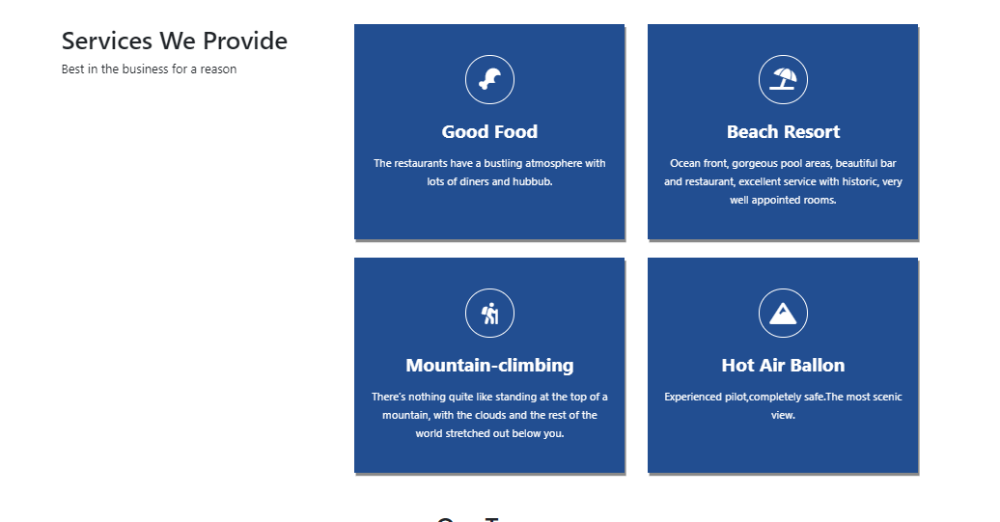 Services We Provide
Best in the business for a reason
Good Food
The restaurants have a bustling atmosphere with
lots of diners and hubbub.
Beach Resort
Ocean front, gorgeous pool areas, beautiful bar
and restaurant, excellent service with historic, very
well appointed rooms.
Mountain-climbing
There's nothing quite like standing at the top of a
mountain, with the clouds and the rest of the
world stretched out below you.
Hot Air Ballon
Experienced pilot,completely safe.The most scenic
view.